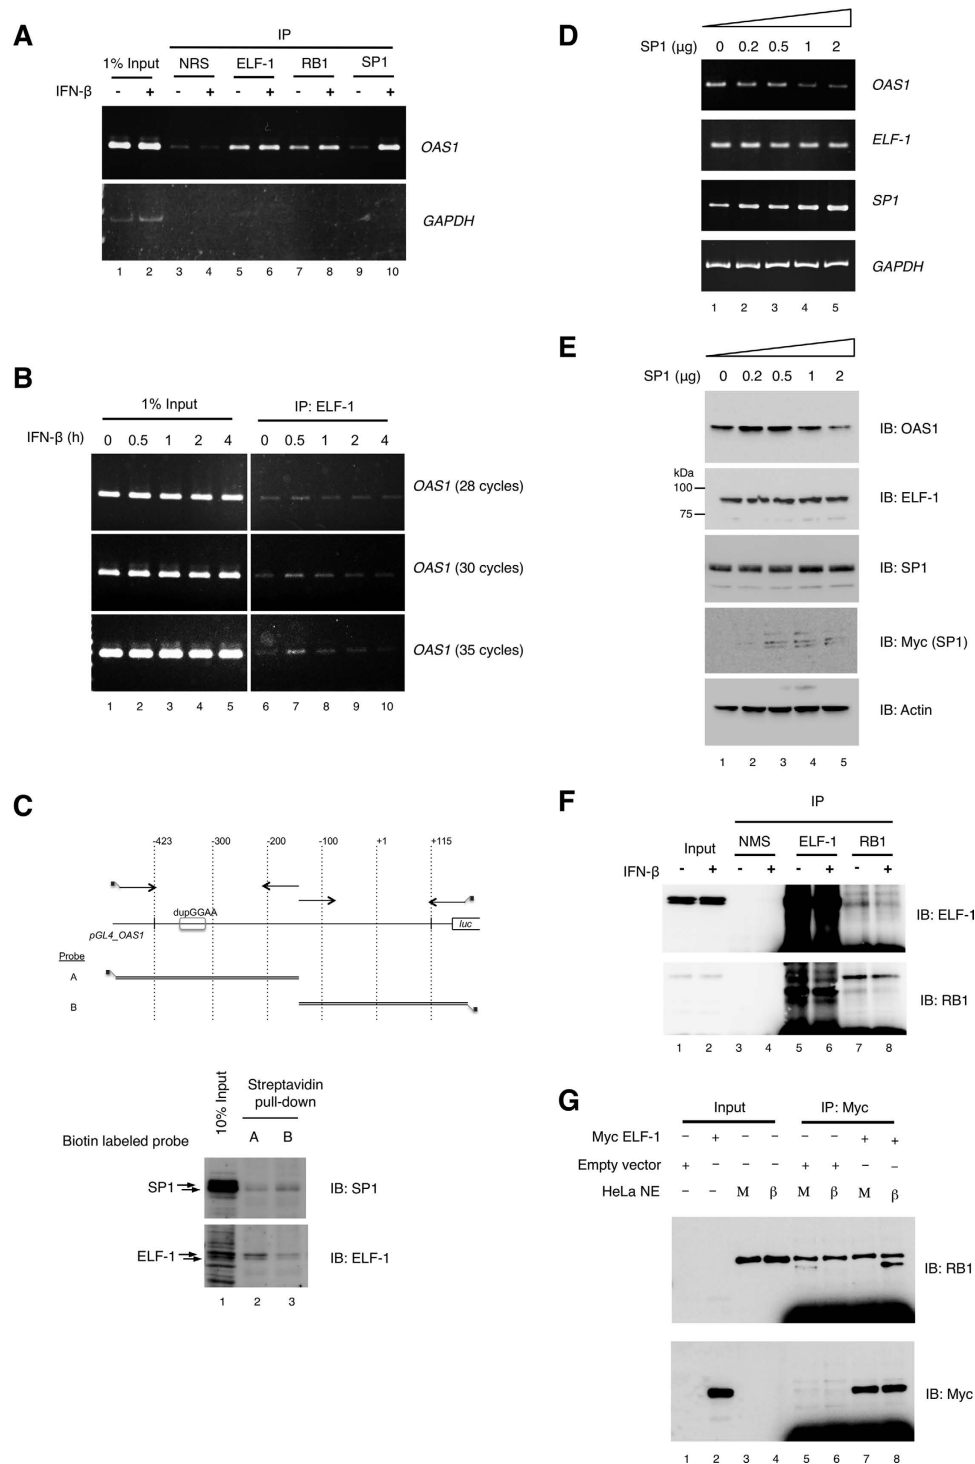 A
IP
1% Input NRS ELF-1 RB1 SP1
IFN-β - + - + - + - + - +
OAS1
GAPDH
1 2 3 4 5 6 7 8 9 10
B
1% Input IP: ELF-1
IFN-β (h) 0 0.5 1 2 4 0 0.5 1 2 4
OAS1 (28 cycles)
OAS1 (30 cycles)
OAS1 (35 cycles)
1 2 3 4 5 6 7 8 9 10
C
-423 -300 -200 -100 +1 +115
dupGGAA
pGL4_OAS1
luc
Probe
A
B
10% Input
Streptavidin
pull-down
Biotin labeled probe A B
SP1 IB: SP1
ELF-1 IB: ELF-1
1 2 3
D
SP1 (μg) 0 0.2 0.5 1 2
OAS1
ELF-1
SP1
GAPDH
1 2 3 4 5
E
SP1 (μg) 0 0.2 0.5 1 2
IB: OAS1
kDa
100
75
IB: ELF-1
IB: SP1
IB: Myc (SP1)
IB: Actin
1 2 3 4 5
F
IP
Input NMS ELF-1 RB1
IFN-β - + - + - + - +
IB: ELF-1
IB: RB1
1 2 3 4 5 6 7 8
G
Input IP: Myc
Myc ELF-1 – + – – – – + +
Empty vector + – – – + + – –
HeLa NE – – M β M β M β
IB: RB1
IB: Myc
1 2 3 4 5 6 7 8